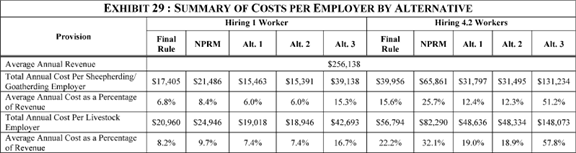 EXHIBIT 29 : SUMMARY OF COSTS PER EMPLOYER BY ALTERNATIVE
Provision Hiring 1 Worker Hiring 4.2 Workers
Final Rule NPRM Alt. 1 Alt. 2 Alt. 3 Final Rule NPRM Alt. 1 Alt. 2 Alt. 3
Average Annual Revenue $256,138
Total Annual Cost Per Sheepherding/ Goatherding Employer $17,405 $21,486 $15,463 $15,391 $39,138 $39,956 $65,861 $31,797 $31,495 $131,234
Average Annual Cost as a Percentage of Revenue 6.8% 8.4% 6.0% 6.0% 15.3% 15.6% 25.7% 12.4% 12.3% 51.2%
Total Annual Cost Per Livestock Employer $20,960 $24,946 $19,018 $18,946 $42,693 $56,794 $82,290 $48,636 $48,334 $148,073
Average Annual Cost as a Percentage of Revenue 8.2% 9.7% 7.4% 7.4% 16.7% 22.2% 32.1% 19.0% 18.9% 57.8%